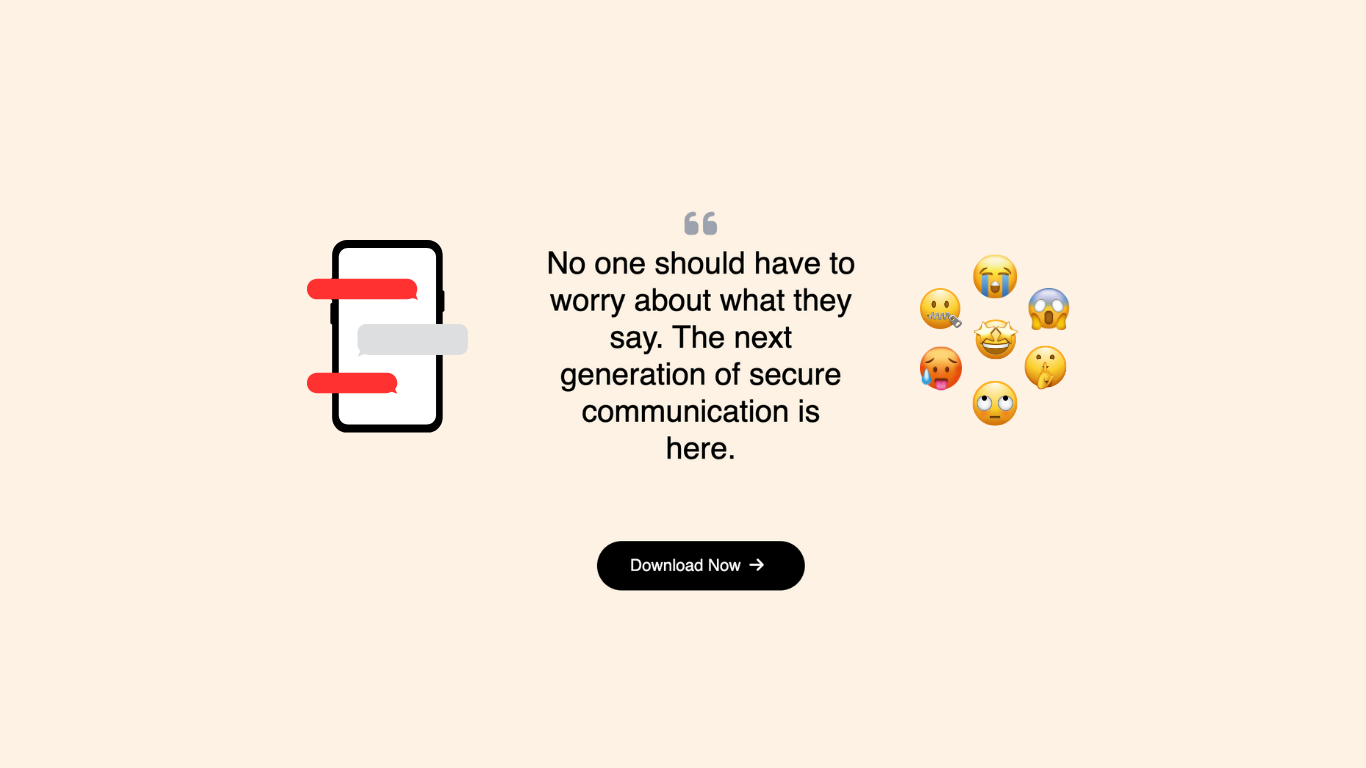 “
No one should have to
worry about what they
say. The next
generation of secure
communication is
here.
Download Now →